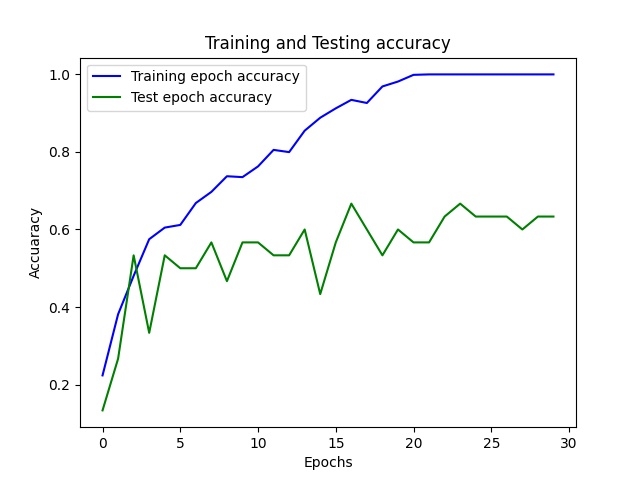 Training and Testing accuracy
Training epoch accuracy
Test epoch accuracy
1.0
0.8
0.6
0.4
0.2
Accuaracy
0 5 10 15 20 25 30
Epochs